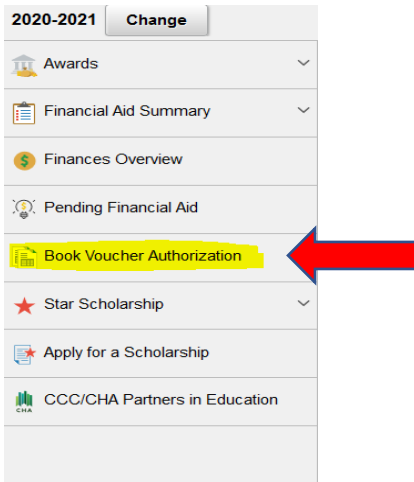 2020-2021 Change
Awards
Financial Aid Summary
$ Finances Overview
$ Pending Financial Aid
Book Voucher Authorization
Star Scholarship
Apply for a Scholarship
CHA CCC/CHA Partners in Education